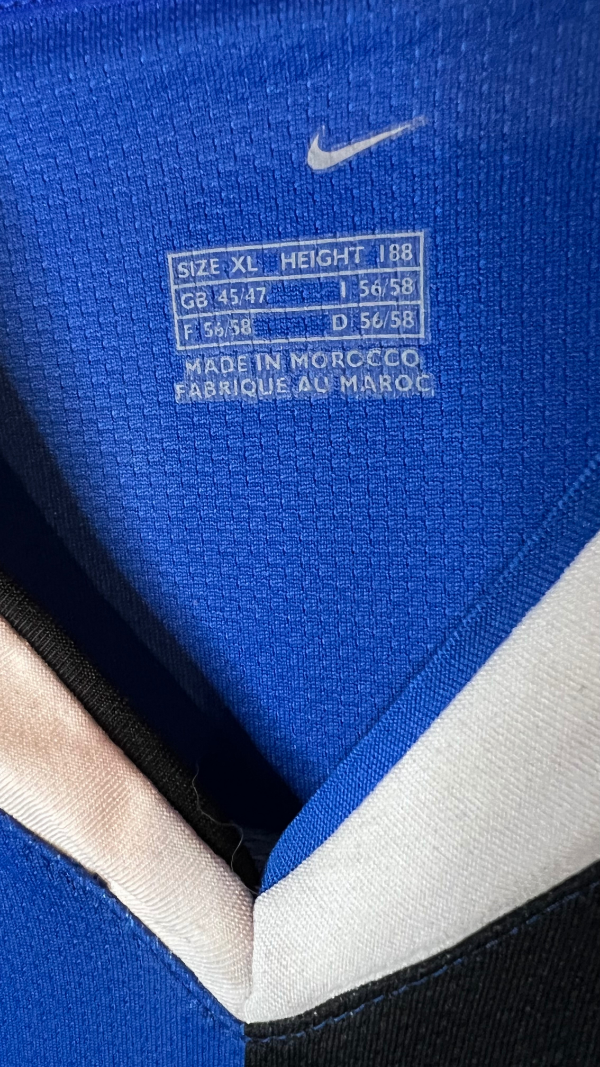 SIZE XL HEIGHT 188
GB 45/47 I 56/58
F 56/58 D 56/58
MADE IN MOROCCO
FABRIQUE AU MAROC